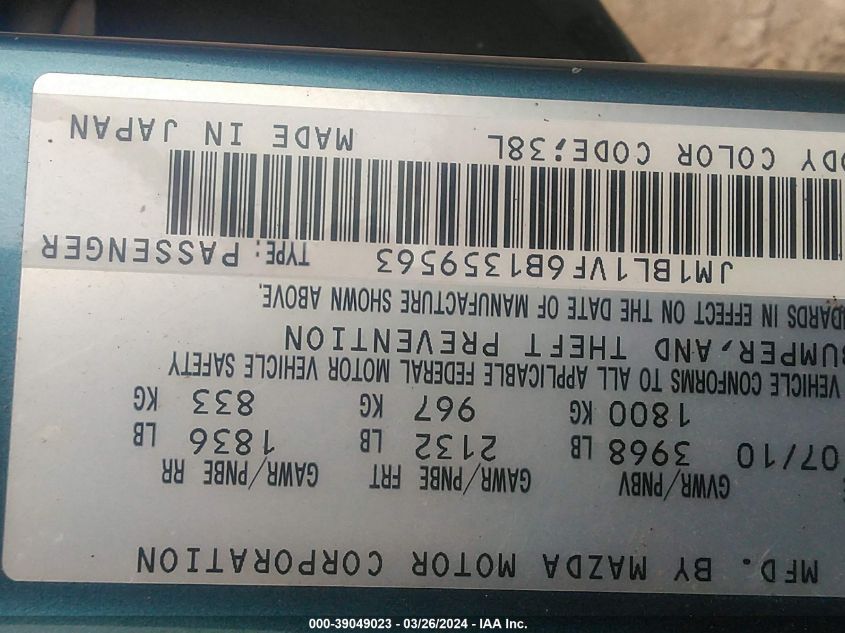 MFD. BY MAZDA MOTOR CORPORATION
GVWR/PNBV GAWR/PNBE FRT GAWR/PNBE RR
07/10 3968 LB 2132 LB 1836 LB
1800 KG 967 KG 833 KG
VEHICLE CONFORMS TO ALL APPLICABLE FEDERAL MOTOR VEHICLE SAFETY
BUMPER, AND THEFT PREVENTION
DARDS IN EFFECT ON THE DATE OF MANUFACTURE SHOWN ABOVE.
JM1BL1VF6B1359563 TYPE: PASSENGER
DY COLOR CODE:38L MADE IN JAPAN
000-39049023 - 03/26/2024 - IAA Inc.